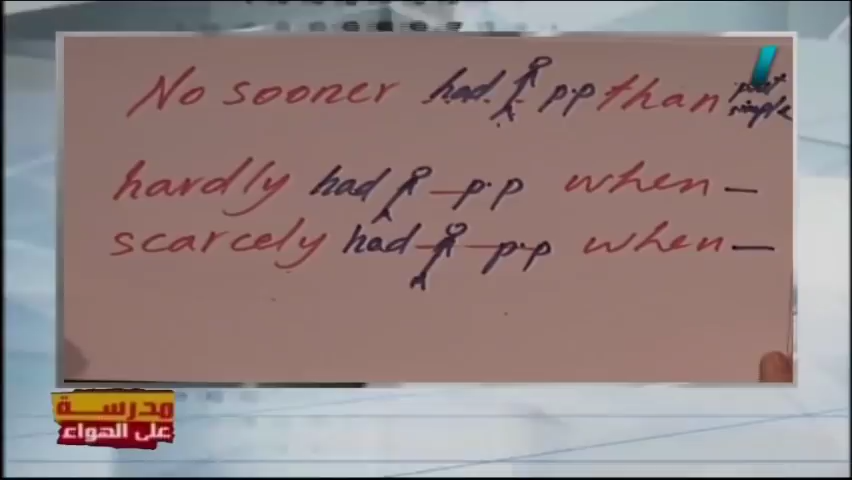 No sooner had p.p than past simple
hardly had — p.p when —
scarcely had — — p.p when —
مدرسة
على الهواء